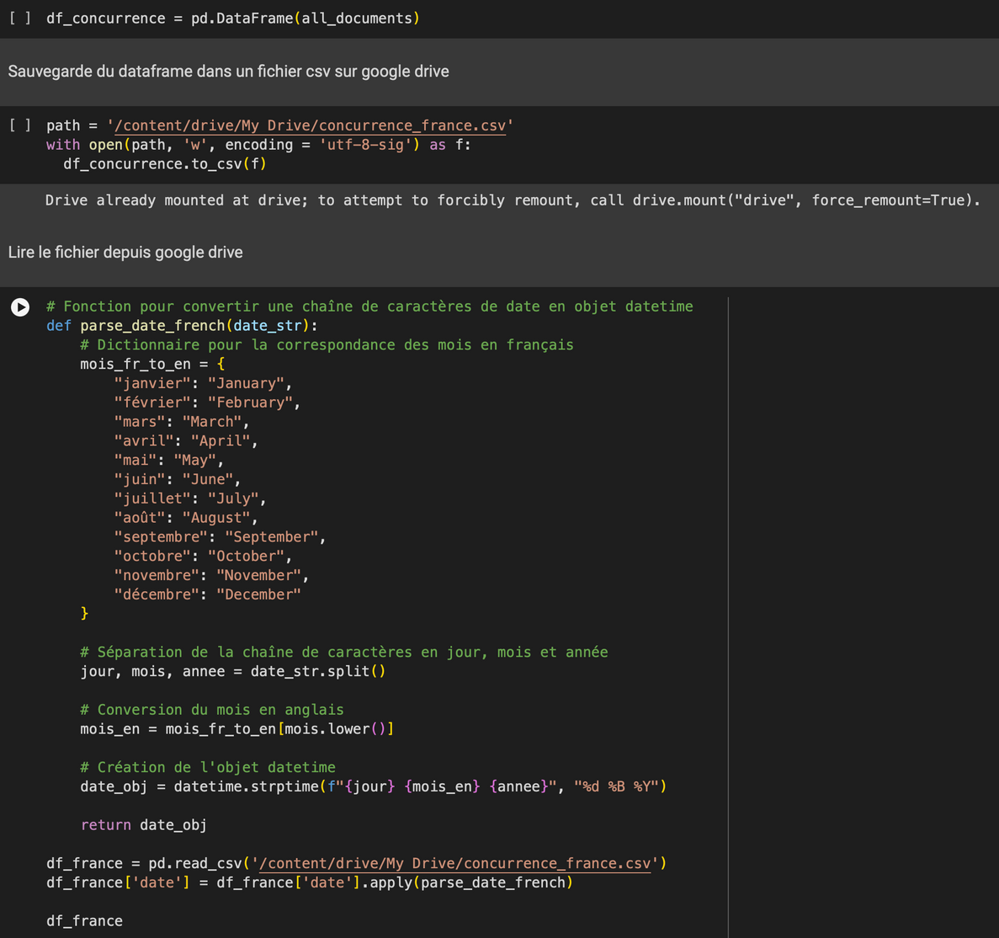 [ ] df_concurrence = pd.DataFrame(all_documents)
Sauvegarde du dataframe dans un fichier csv sur google drive
[ ] path = '/content/drive/My Drive/concurrence_france.csv'
with open(path, 'w', encoding = 'utf-8-sig') as f:
  df_concurrence.to_csv(f)
Drive already mounted at drive; to attempt to forcibly remount, call drive.mount("drive", force_remount=True).
Lire le fichier depuis google drive
# Fonction pour convertir une chaîne de caractères de date en objet datetime
def parse_date_french(date_str):
    # Dictionnaire pour la correspondance des mois en français
    mois_fr_to_en = {
        "janvier": "January",
        "février": "February",
        "mars": "March",
        "avril": "April",
        "mai": "May",
        "juin": "June",
        "juillet": "July",
        "août": "August",
        "septembre": "September",
        "octobre": "October",
        "novembre": "November",
        "décembre": "December"
    }
    # Séparation de la chaîne de caractères en jour, mois et année
    jour, mois, annee = date_str.split()
    # Conversion du mois en anglais
    mois_en = mois_fr_to_en[mois.lower()]
    # Création de l'objet datetime
    date_obj = datetime.strptime(f"{jour} {mois_en} {annee}", "%d %B %Y")
    return date_obj
df_france = pd.read_csv('/content/drive/My Drive/concurrence_france.csv')
df_france['date'] = df_france['date'].apply(parse_date_french)
df_france